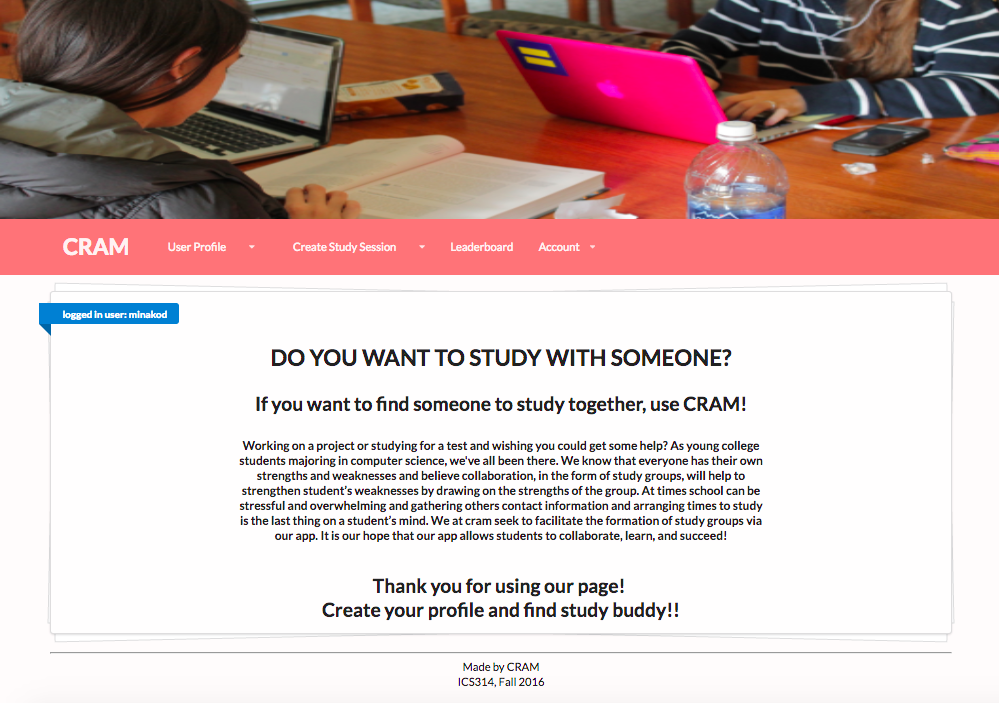 CRAM User Profile Create Study Session Leaderboard Account
logged in user: minakod
DO YOU WANT TO STUDY WITH SOMEONE?
If you want to find someone to study together, use CRAM!
Working on a project or studying for a test and wishing you could get some help? As young college
students majoring in computer science, we've all been there. We know that everyone has their own
strengths and weaknesses and believe collaboration, in the form of study groups, will help to
strengthen student's weaknesses by drawing on the strengths of the group. At times school can be
stressful and overwhelming and gathering others contact information and arranging times to study
is the last thing on a student's mind. We at cram seek to facilitate the formation of study groups via
our app. It is our hope that our app allows students to collaborate, learn, and succeed!
Thank you for using our page!
Create your profile and find study buddy!!
Made by CRAM
ICS314, Fall 2016